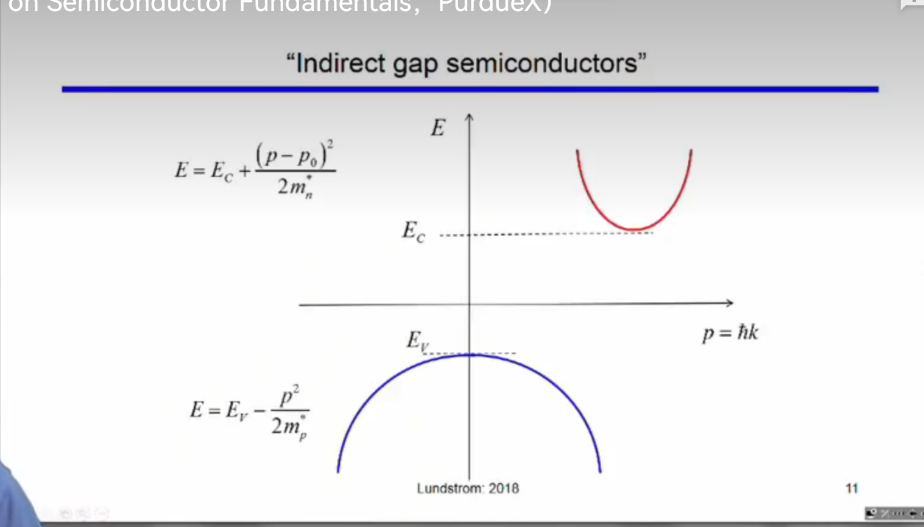 on Semiconductor Fundamentals, PurdueX)
“Indirect gap semiconductors”
E
E = E_C + (p − p_0)^2 / 2m_n^*
E_C
p = ħk
E_V
E = E_V − p^2 / 2m_p^*
Lundstrom: 2018
11